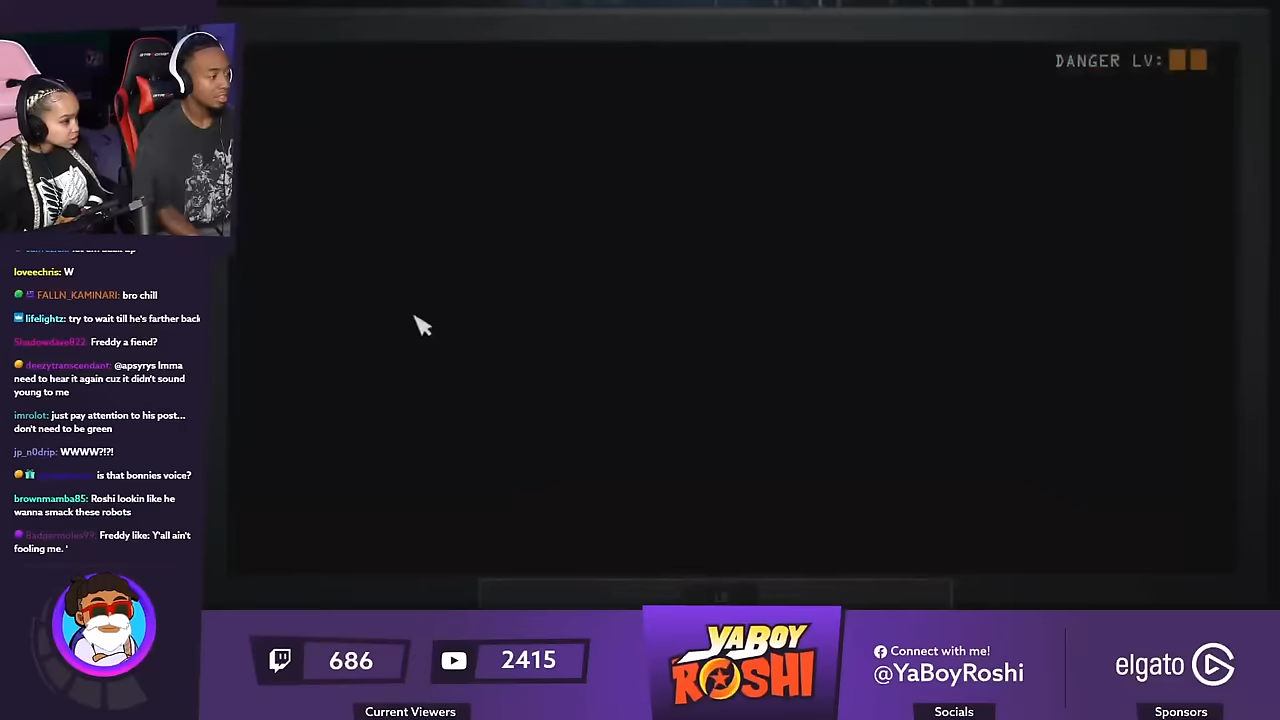 DANGER LV:
loveechris: W
FALLN_KAMINARI: bro chill
lifelightz: try to wait till he's farther back
Shadowdave822: Freddy a fiend?
deezytranscendant: @apsyrys lmma
need to hear it again cuz it didn't sound
young to me
imrolot: just pay attention to his post...
don't need to be green
jp_n0drip: WWWW?!?!
is that bonnies voice?
brownmamba85: Roshi lookin like he
wanna smack these robots
Badgermoles99: Freddy like: Y'all ain't
fooling me. '
686
2415
Current Viewers
YABOY
ROSHI
Connect with me!
@YaBoyRoshi
Socials
elgato
Sponsors